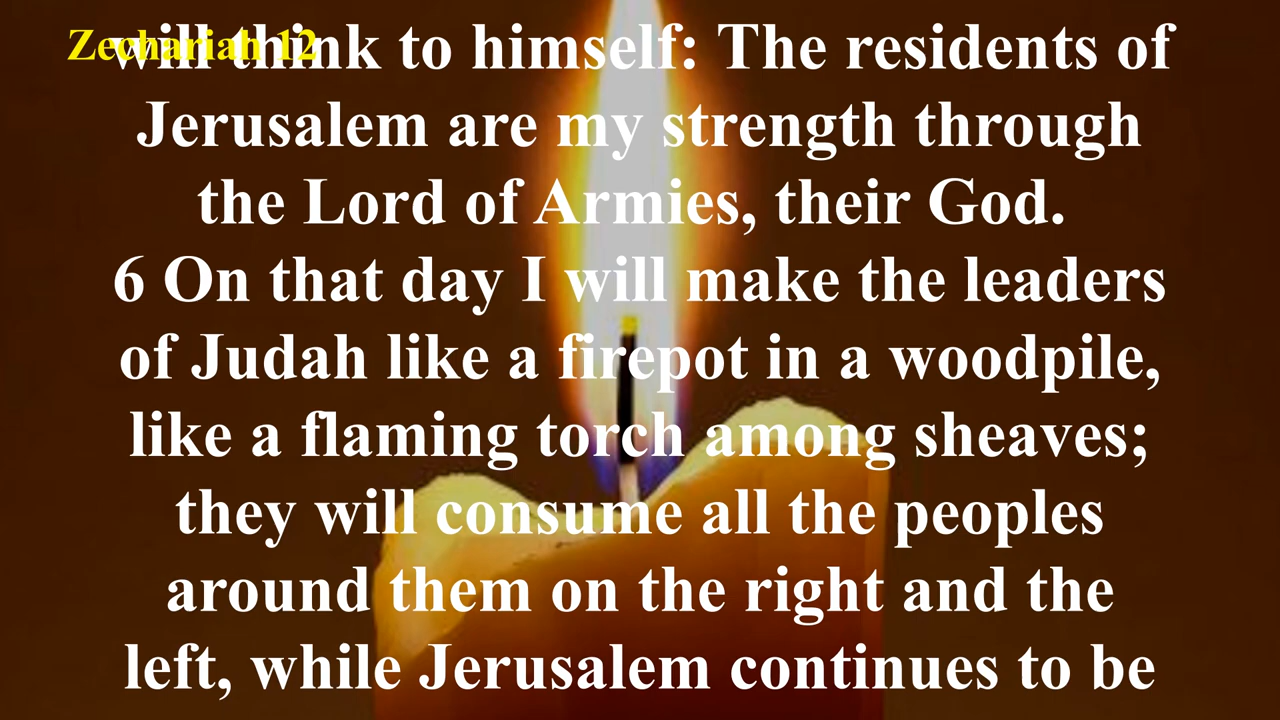 Zechariah 12
will think to himself: The residents of
Jerusalem are my strength through
the Lord of Armies, their God.
6 On that day I will make the leaders
of Judah like a firepot in a woodpile,
like a flaming torch among sheaves;
they will consume all the peoples
around them on the right and the
left, while Jerusalem continues to be